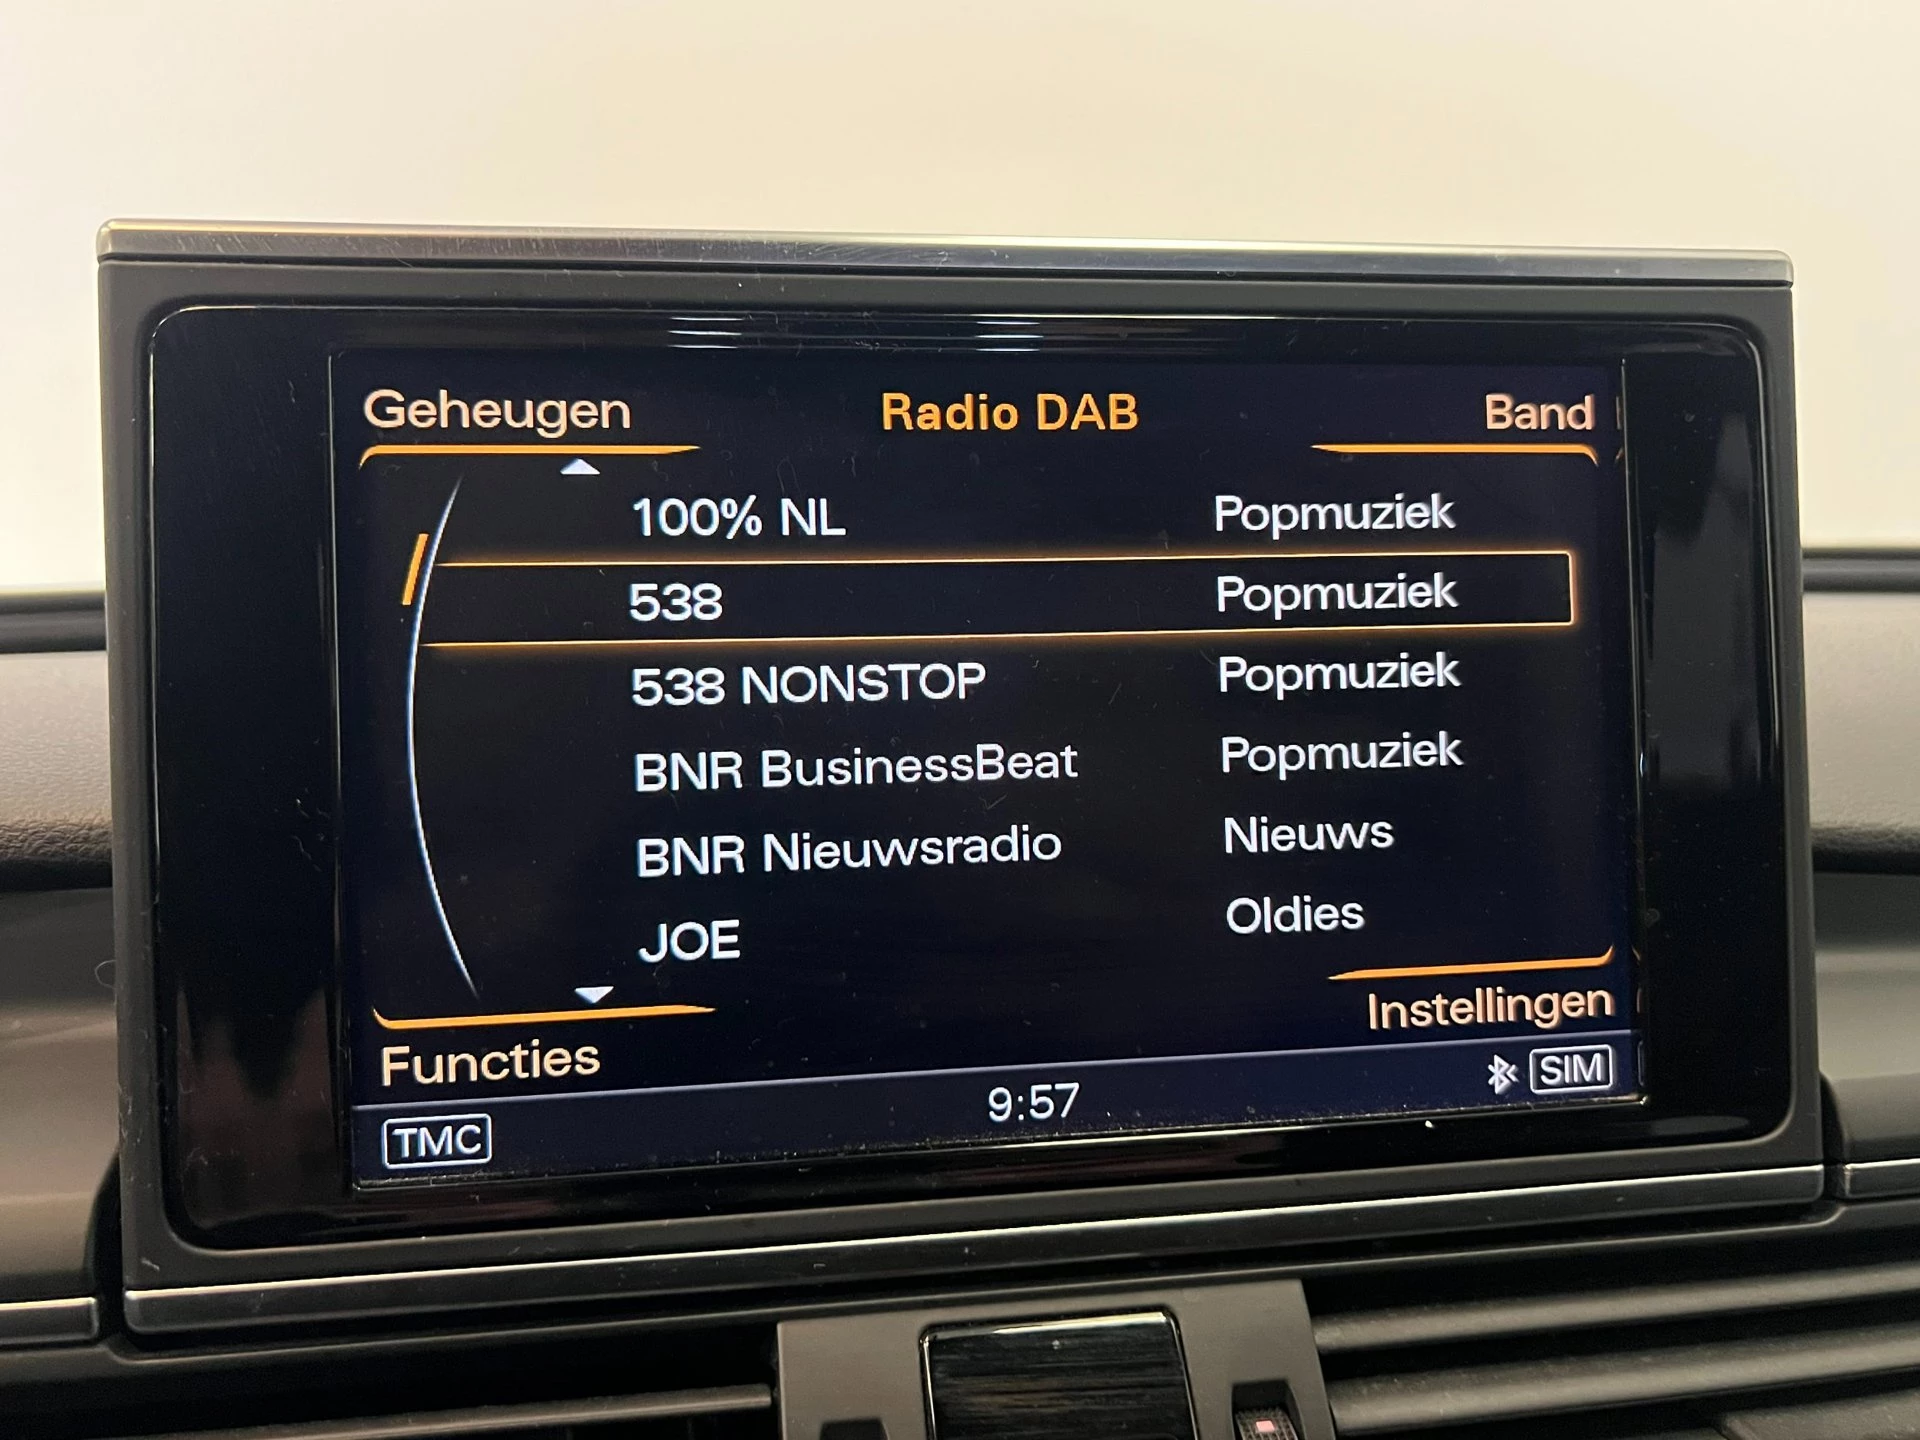 Geheugen Radio DAB Band
100% NL Popmuziek
538 Popmuziek
538 NONSTOP Popmuziek
BNR BusinessBeat Popmuziek
BNR Nieuwsradio Nieuws
JOE Oldies
Functies Instellingen
TMC 9:57 SIM